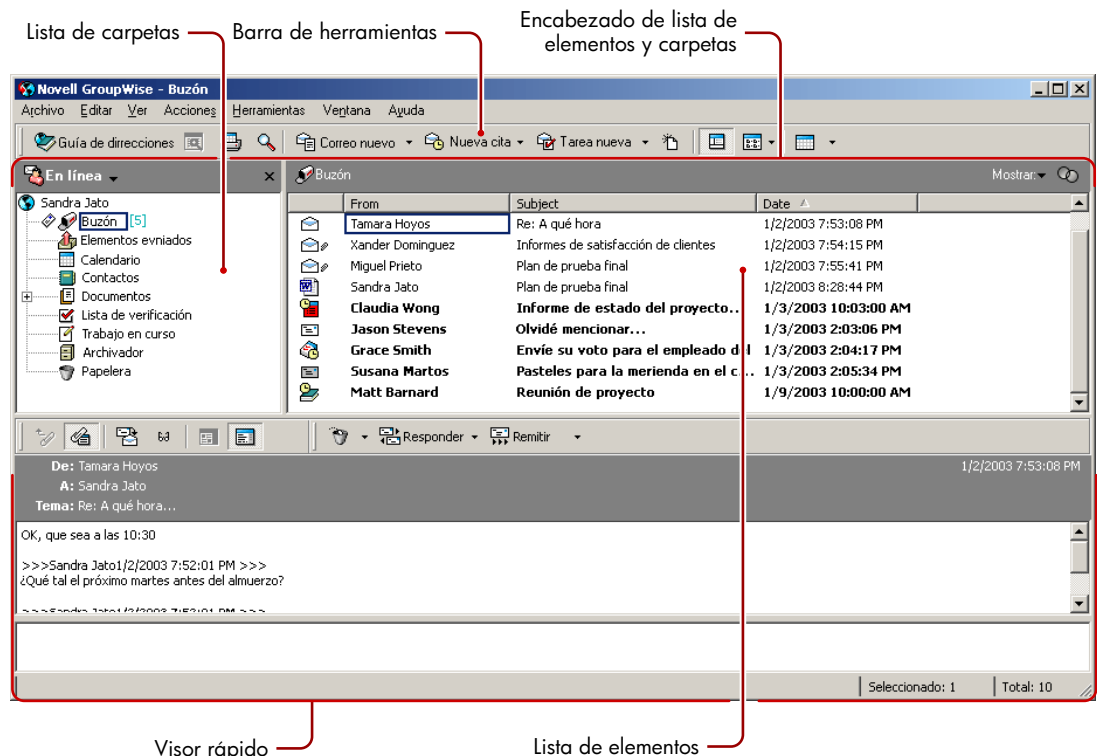 Lista de carpetas
Barra de herramientas
Encabezado de lista de
elementos y carpetas
Novell GroupWise - Buzón
Archivo Editar Ver Acciones Herramientas Ventana Ayuda
Guía de direcciones Correo nuevo Nueva cita Tarea nueva
En línea
Buzón Mostrar:
Sandra Jato
Buzón [5]
Elementos evniados
Calendario
Contactos
Documentos
Lista de verificación
Trabajo en curso
Archivador
Papelera
From Subject Date
Tamara Hoyos Re: A qué hora 1/2/2003 7:53:08 PM
Xander Dominguez Informes de satisfacción de clientes 1/2/2003 7:54:15 PM
Miguel Prieto Plan de prueba final 1/2/2003 7:55:41 PM
Sandra Jato Plan de prueba final 1/2/2003 8:28:44 PM
Claudia Wong Informe de estado del proyecto.. 1/3/2003 10:03:00 AM
Jason Stevens Olvidé mencionar... 1/3/2003 2:03:06 PM
Grace Smith Envíe su voto para el empleado del 1/3/2003 2:04:17 PM
Susana Martos Pasteles para la merienda en el c... 1/3/2003 2:05:34 PM
Matt Barnard Reunión de proyecto 1/9/2003 10:00:00 AM
Responder Remitir
De: Tamara Hoyos 1/2/2003 7:53:08 PM
A: Sandra Jato
Tema: Re: A qué hora...
OK, que sea a las 10:30
>>>Sandra Jato1/2/2003 7:52:01 PM >>>
¿Qué tal el próximo martes antes del almuerzo?
>>>Sandra Jato1/2/2003 7:52:01 PM >>>
Seleccionado: 1 Total: 10
Visor rápido
Lista de elementos